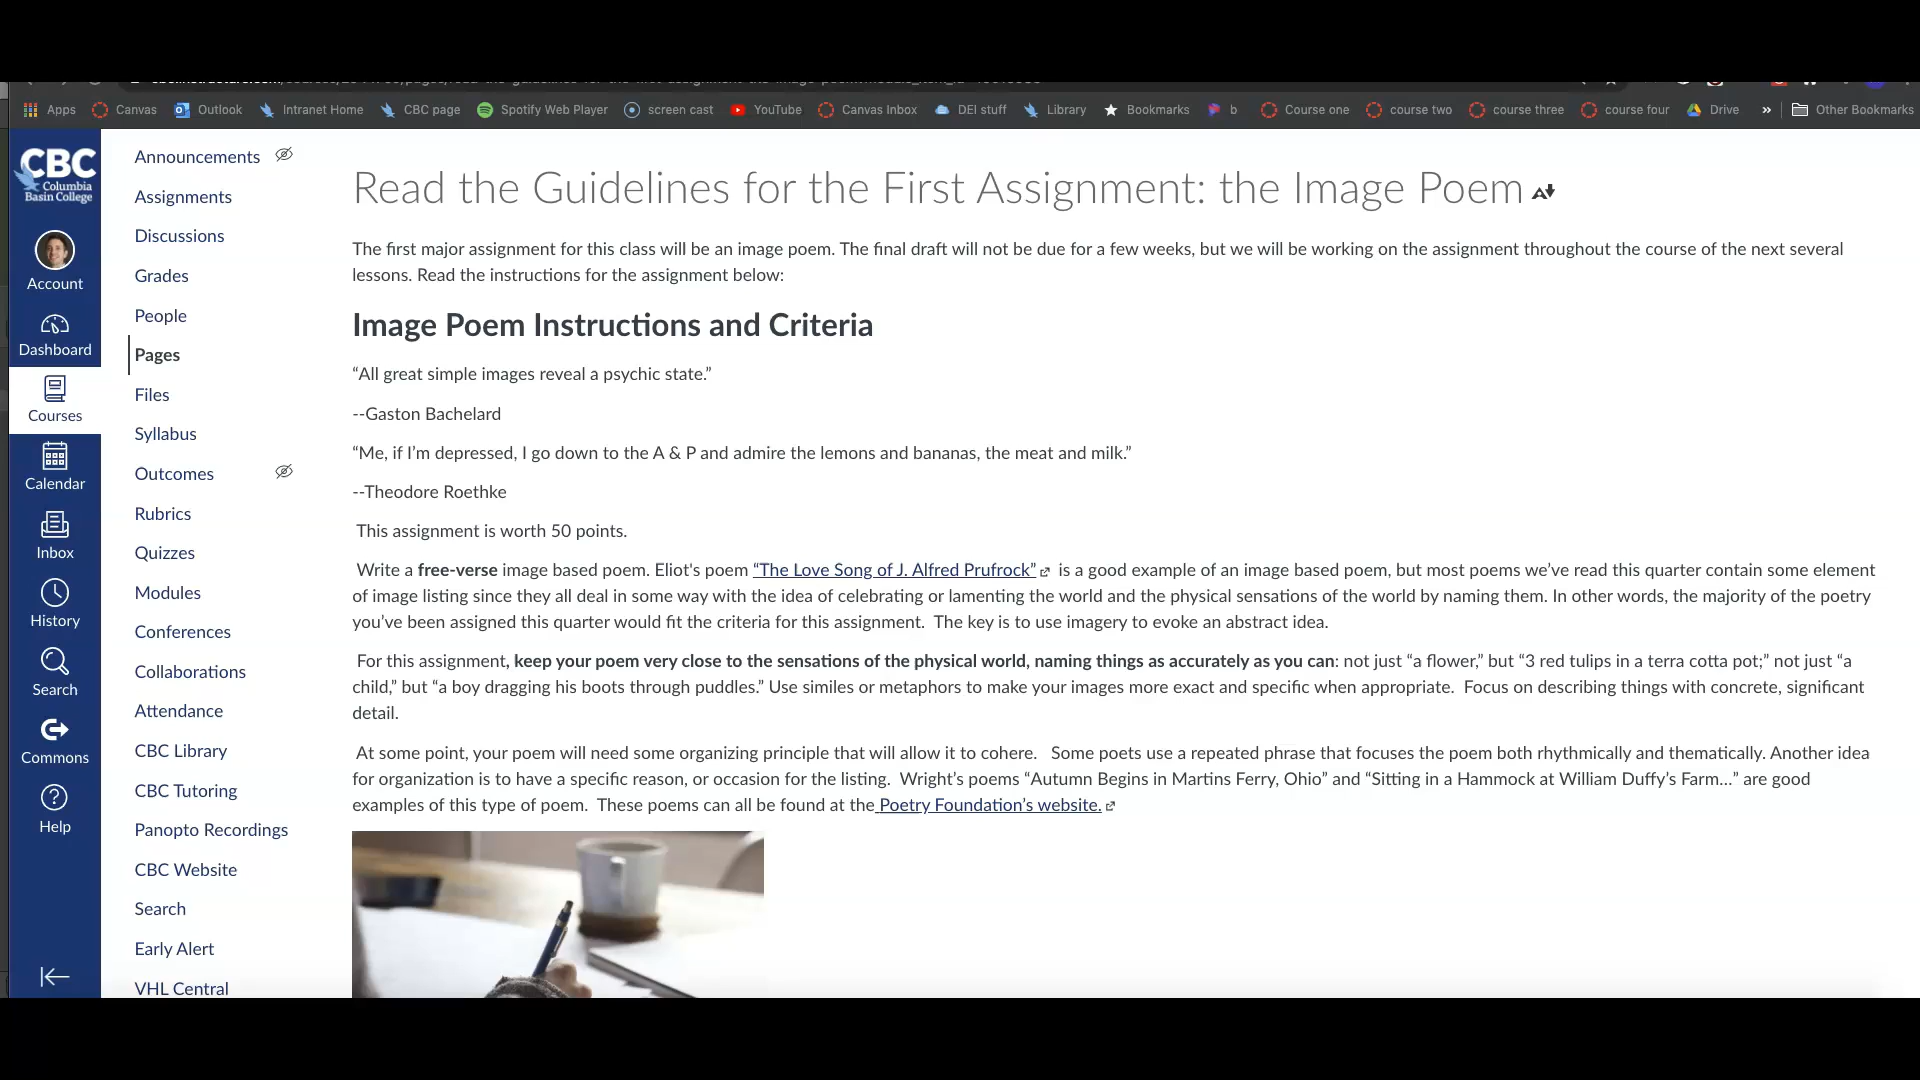 Apps Canvas Outlook Intranet Home CBC page Spotify Web Player screen cast YouTube Canvas Inbox DEI stuff Library Bookmarks b Course one course two course three course four Drive » Other Bookmarks
CBC
Columbia
Basin College
Account
Dashboard
Courses
Calendar
Inbox
History
Search
Commons
Help
Announcements
Assignments
Discussions
Grades
People
Pages
Files
Syllabus
Outcomes
Rubrics
Quizzes
Modules
Conferences
Collaborations
Attendance
CBC Library
CBC Tutoring
Panopto Recordings
CBC Website
Search
Early Alert
VHL Central
Read the Guidelines for the First Assignment: the Image Poem
The first major assignment for this class will be an image poem. The final draft will not be due for a few weeks, but we will be working on the assignment throughout the course of the next several
lessons. Read the instructions for the assignment below:
Image Poem Instructions and Criteria
“All great simple images reveal a psychic state.”
--Gaston Bachelard
“Me, if I’m depressed, I go down to the A & P and admire the lemons and bananas, the meat and milk.”
--Theodore Roethke
This assignment is worth 50 points.
Write a free-verse image based poem. Eliot's poem “The Love Song of J. Alfred Prufrock” is a good example of an image based poem, but most poems we’ve read this quarter contain some element
of image listing since they all deal in some way with the idea of celebrating or lamenting the world and the physical sensations of the world by naming them. In other words, the majority of the poetry
you’ve been assigned this quarter would fit the criteria for this assignment. The key is to use imagery to evoke an abstract idea.
For this assignment, keep your poem very close to the sensations of the physical world, naming things as accurately as you can: not just “a flower,” but “3 red tulips in a terra cotta pot;” not just “a
child,” but “a boy dragging his boots through puddles.” Use similes or metaphors to make your images more exact and specific when appropriate. Focus on describing things with concrete, significant
detail.
At some point, your poem will need some organizing principle that will allow it to cohere. Some poets use a repeated phrase that focuses the poem both rhythmically and thematically. Another idea
for organization is to have a specific reason, or occasion for the listing. Wright’s poems “Autumn Begins in Martins Ferry, Ohio” and “Sitting in a Hammock at William Duffy’s Farm...” are good
examples of this type of poem. These poems can all be found at the Poetry Foundation’s website.